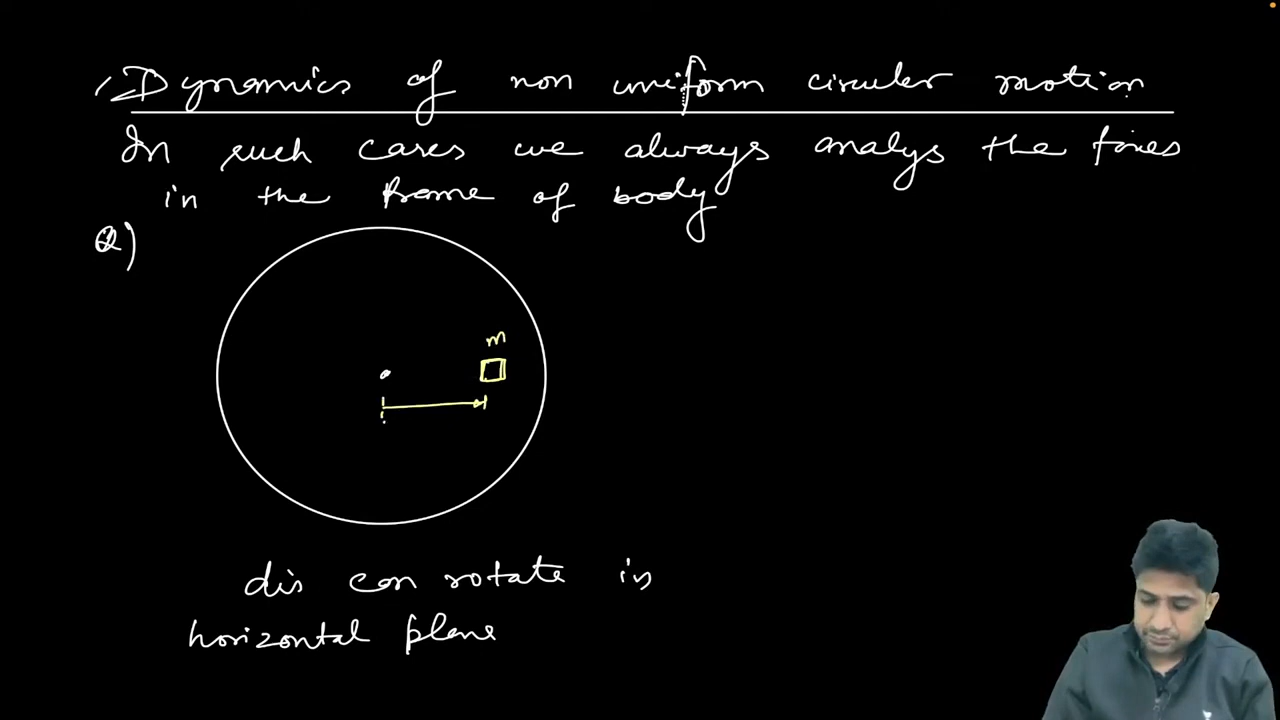 1) Dynamics of non uniform circular motion
In such cases we always analys the forces
in the frame of body
Q)
m
dis can rotate in
horizontal plane